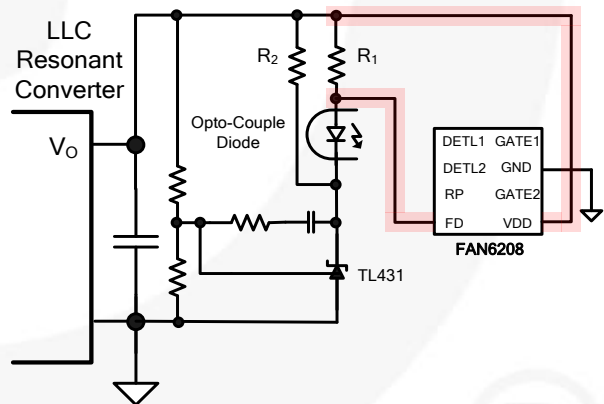 LLC
Resonant
Converter
VO
R2
R1
Opto-Couple
Diode
TL431
DETL1 GATE1
DETL2 GND
RP GATE2
FD VDD
FAN6208